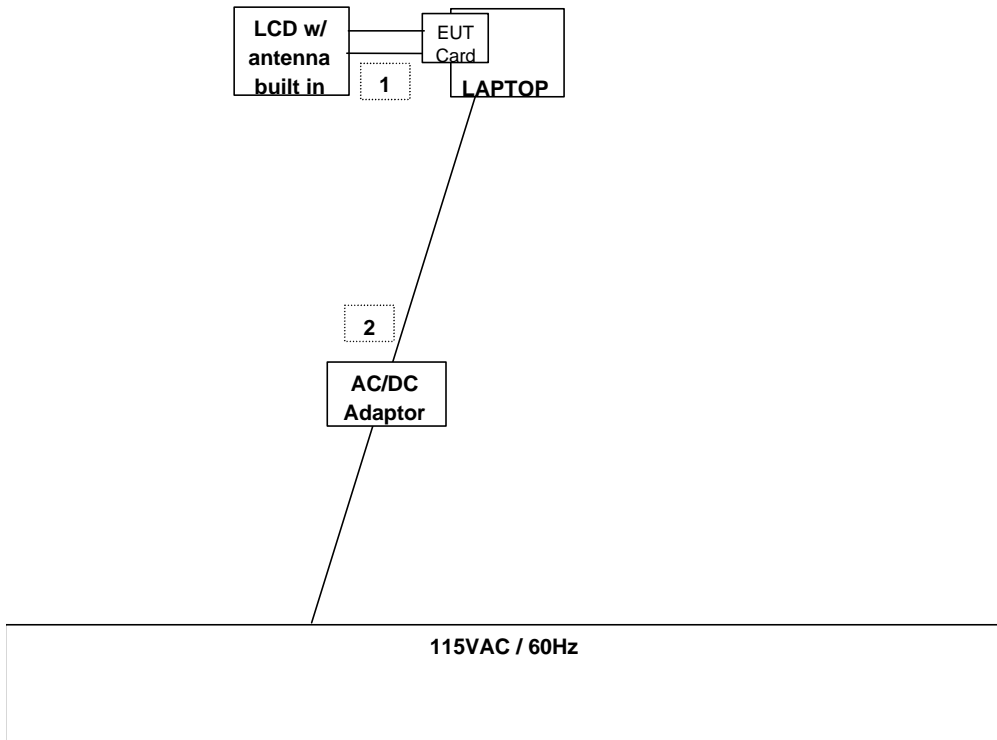 LCD w/
antenna
built in
1
EUT
Card
LAPTOP
2
AC/DC
Adaptor
115VAC / 60Hz